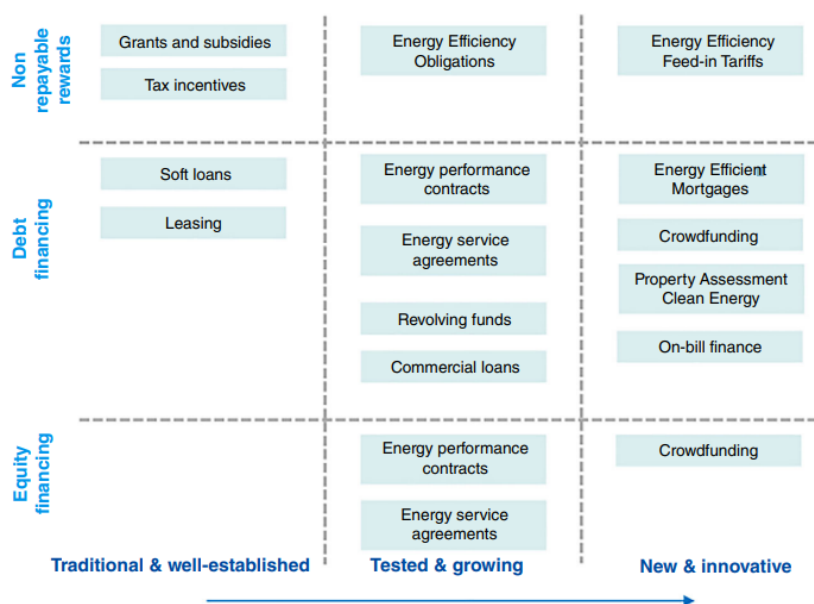 Non
repayable
rewards
Grants and subsidies
Tax incentives
Energy Efficiency
Obligations
Energy Efficiency
Feed-in Tariffs
Debt
financing
Soft loans
Leasing
Energy performance
contracts
Energy service
agreements
Revolving funds
Commercial loans
Energy Efficient
Mortgages
Crowdfunding
Property Assessment
Clean Energy
On-bill finance
Equity
financing
Energy performance
contracts
Energy service
agreements
Crowdfunding
Traditional & well-established
Tested & growing
New & innovative